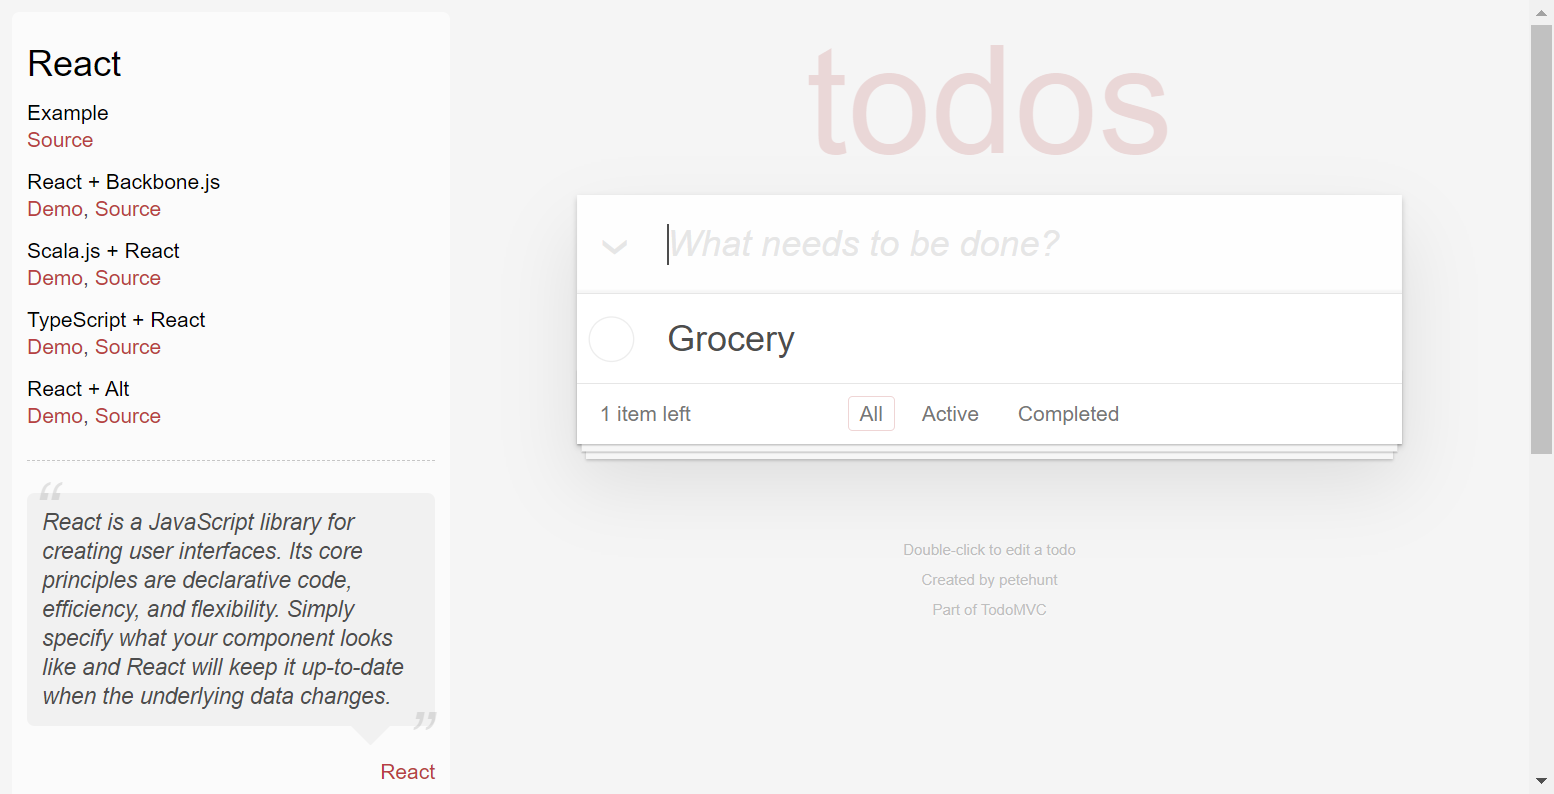 React
Example
Source
React + Backbone.js
Demo, Source
Scala.js + React
Demo, Source
TypeScript + React
Demo, Source
React + Alt
Demo, Source
“
React is a JavaScript library for
creating user interfaces. Its core
principles are declarative code,
efficiency, and flexibility. Simply
specify what your component looks
like and React will keep it up-to-date
when the underlying data changes.
”
React
todos
What needs to be done?
Grocery
1 item left All Active Completed
Double-click to edit a todo
Created by petehunt
Part of TodoMVC